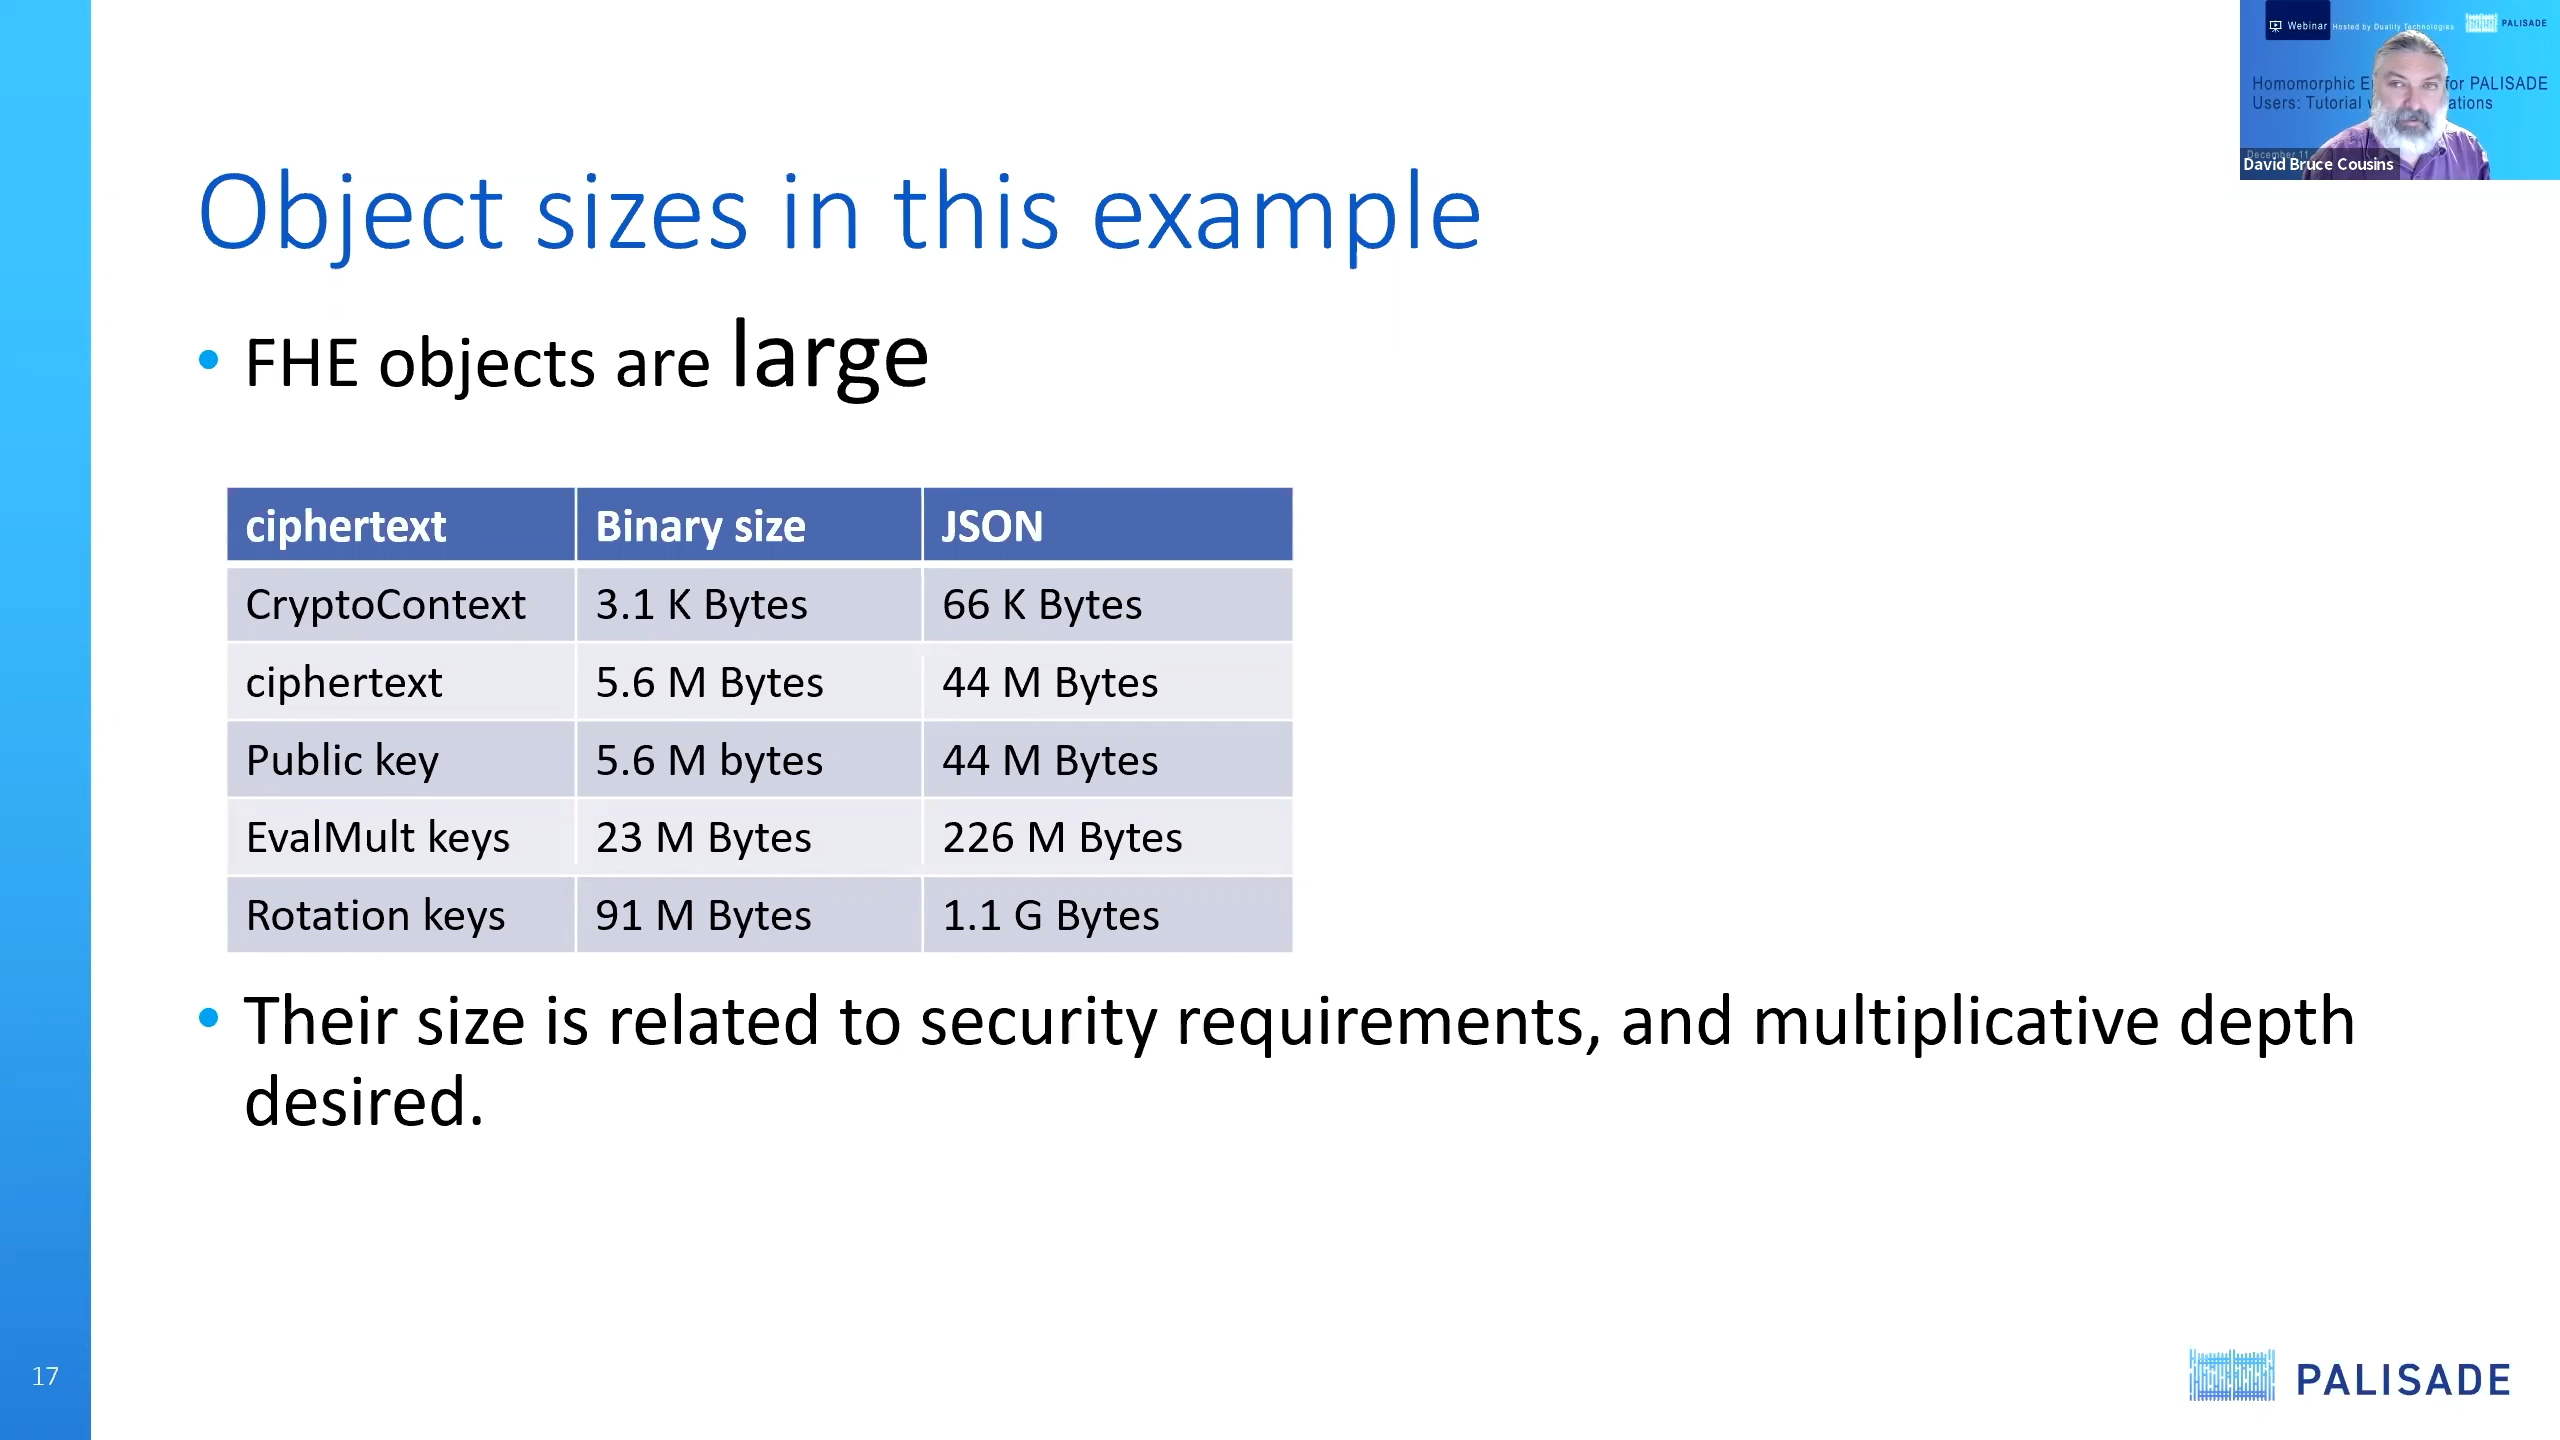 Webinar Hosted by Duality Technologies PALISADE
Homomorphic E for PALISADE
Users: Tutorial ations
December 11
David Bruce Cousins
Object sizes in this example
• FHE objects are large
ciphertext Binary size JSON
CryptoContext 3.1 K Bytes 66 K Bytes
ciphertext 5.6 M Bytes 44 M Bytes
Public key 5.6 M bytes 44 M Bytes
EvalMult keys 23 M Bytes 226 M Bytes
Rotation keys 91 M Bytes 1.1 G Bytes
• Their size is related to security requirements, and multiplicative depth
desired.
17
PALISADE